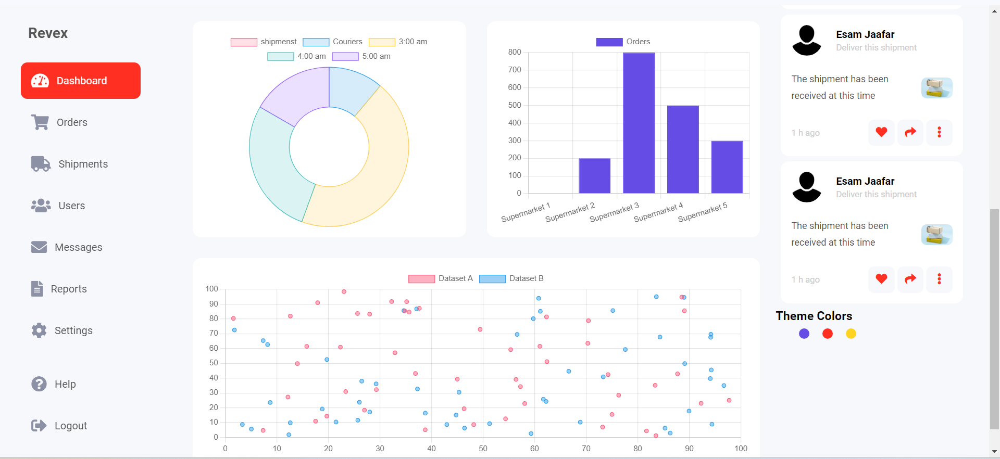 Revex
Dashboard
Orders
Shipments
Users
Messages
Reports
Settings
Help
Logout
shipmenst Couriers 3:00 am
4:00 am 5:00 am
Orders
800
700
600
500
400
300
200
100
0
Supermarket 1 Supermarket 2 Supermarket 3 Supermarket 4 Supermarket 5
Dataset A Dataset B
100
90
80
70
60
50
40
30
20
10
0
0 10 20 30 40 50 60 70 80 90 100
Esam Jaafar
Deliver this shipment
The shipment has been
received at this time
1 h ago
Esam Jaafar
Deliver this shipment
The shipment has been
received at this time
1 h ago
Theme Colors